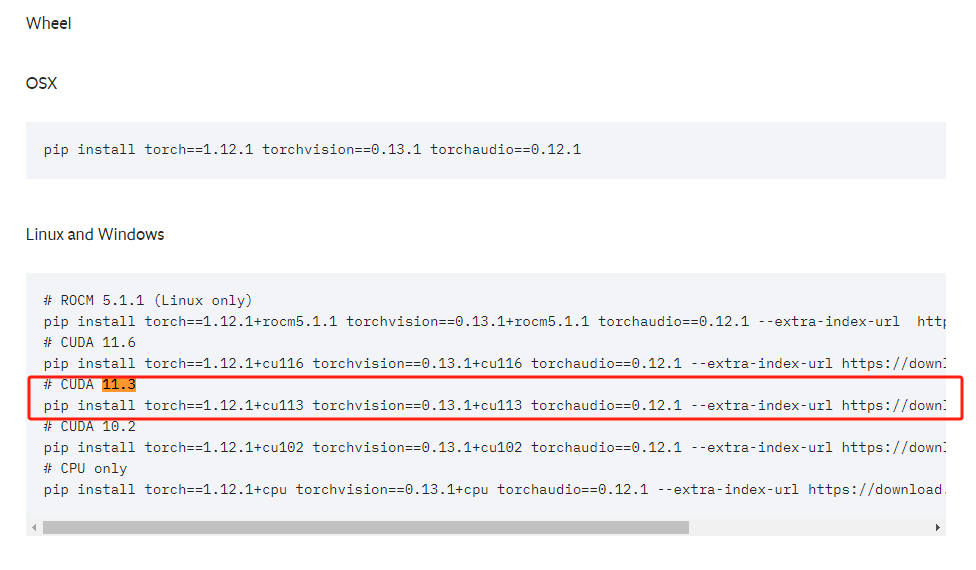 Wheel
OSX
pip install torch==1.12.1 torchvision==0.13.1 torchaudio==0.12.1
Linux and Windows
# ROCM 5.1.1 (Linux only)
pip install torch==1.12.1+rocm5.1.1 torchvision==0.13.1+rocm5.1.1 torchaudio==0.12.1 --extra-index-url  http
# CUDA 11.6
pip install torch==1.12.1+cu116 torchvision==0.13.1+cu116 torchaudio==0.12.1 --extra-index-url https://downl
# CUDA 11.3
pip install torch==1.12.1+cu113 torchvision==0.13.1+cu113 torchaudio==0.12.1 --extra-index-url https://downl
# CUDA 10.2
pip install torch==1.12.1+cu102 torchvision==0.13.1+cu102 torchaudio==0.12.1 --extra-index-url https://downl
# CPU only
pip install torch==1.12.1+cpu torchvision==0.13.1+cpu torchaudio==0.12.1 --extra-index-url https://download.